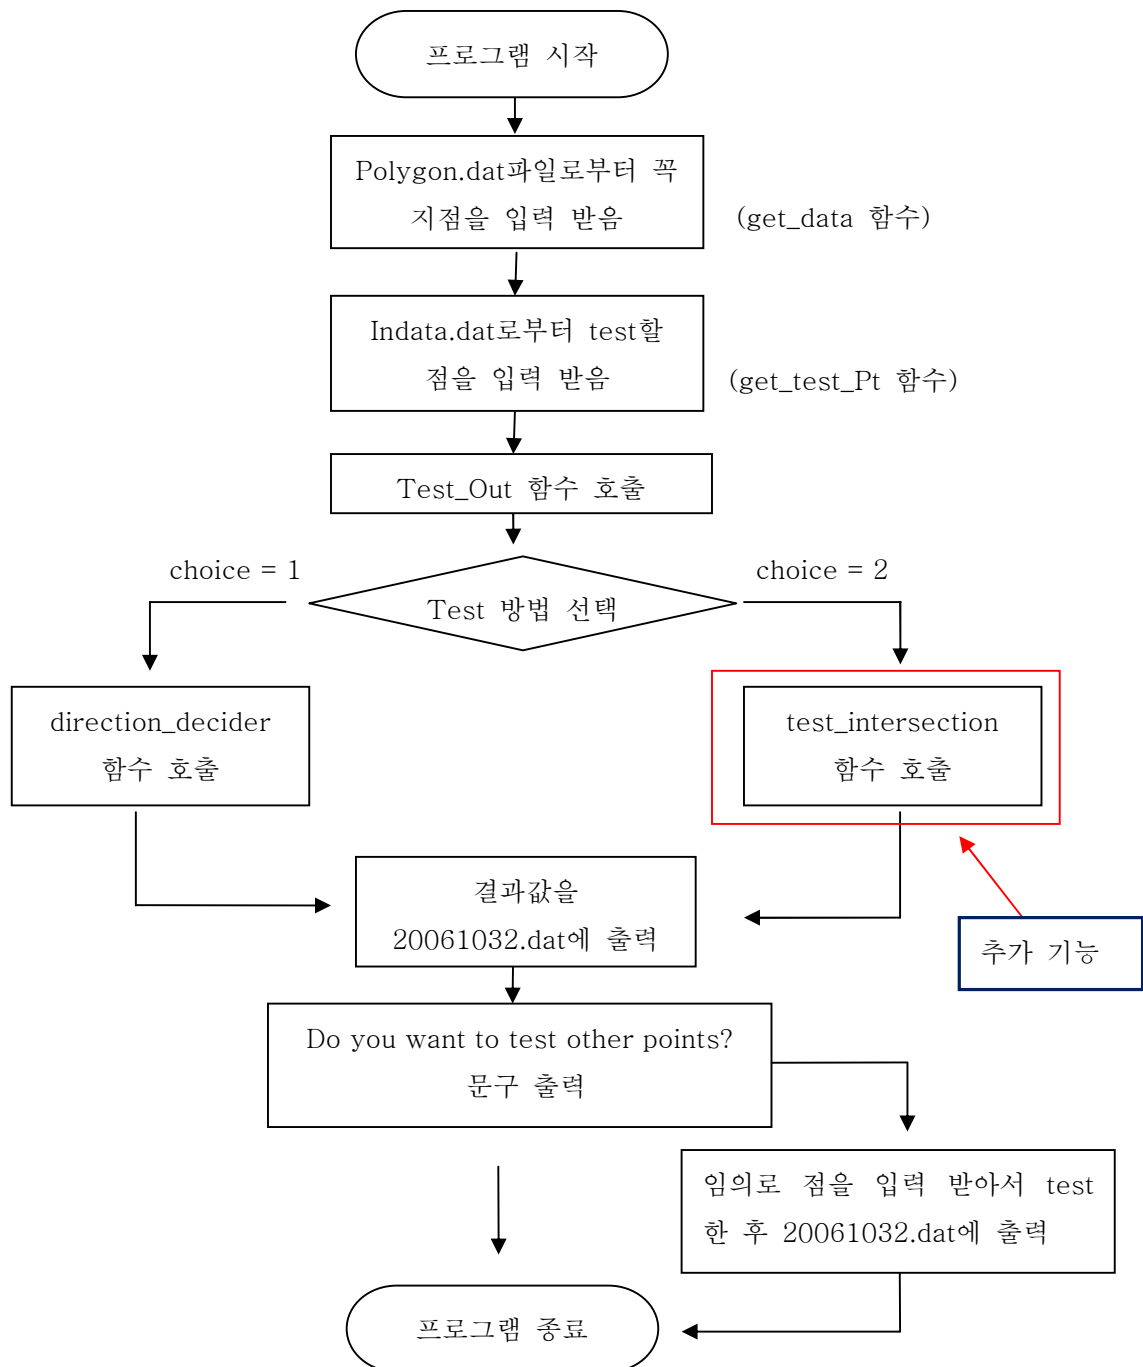 프로그램 시작
Polygon.dat파일로부터 꼭
지점을 입력 받음
(get_data 함수)
Indata.dat로부터 test할
점을 입력 받음
(get_test_Pt 함수)
Test_Out 함수 호출
choice = 1
choice = 2
Test 방법 선택
direction_decider
함수 호출
test_intersection
함수 호출
결과값을
20061032.dat에 출력
추가 기능
Do you want to test other points?
문구 출력
임의로 점을 입력 받아서 test
한 후 20061032.dat에 출력
프로그램 종료